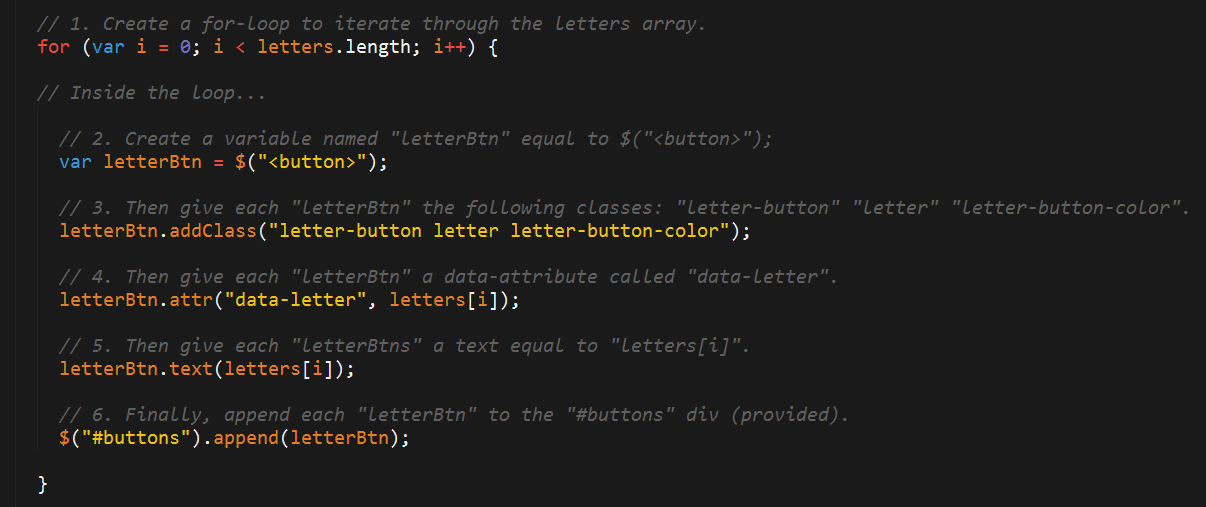 // 1. Create a for-loop to iterate through the letters array.
for (var i = 0; i < letters.length; i++) {
// Inside the loop...
// 2. Create a variable named "letterBtn" equal to $("<button>");
var letterBtn = $("<button>");
// 3. Then give each "letterBtn" the following classes: "letter-button" "letter" "letter-button-color".
letterBtn.addClass("letter-button letter letter-button-color");
// 4. Then give each "letterBtn" a data-attribute called "data-letter".
letterBtn.attr("data-letter", letters[i]);
// 5. Then give each "letterBtns" a text equal to "letters[i]".
letterBtn.text(letters[i]);
// 6. Finally, append each "letterBtn" to the "#buttons" div (provided).
$("#buttons").append(letterBtn);
}